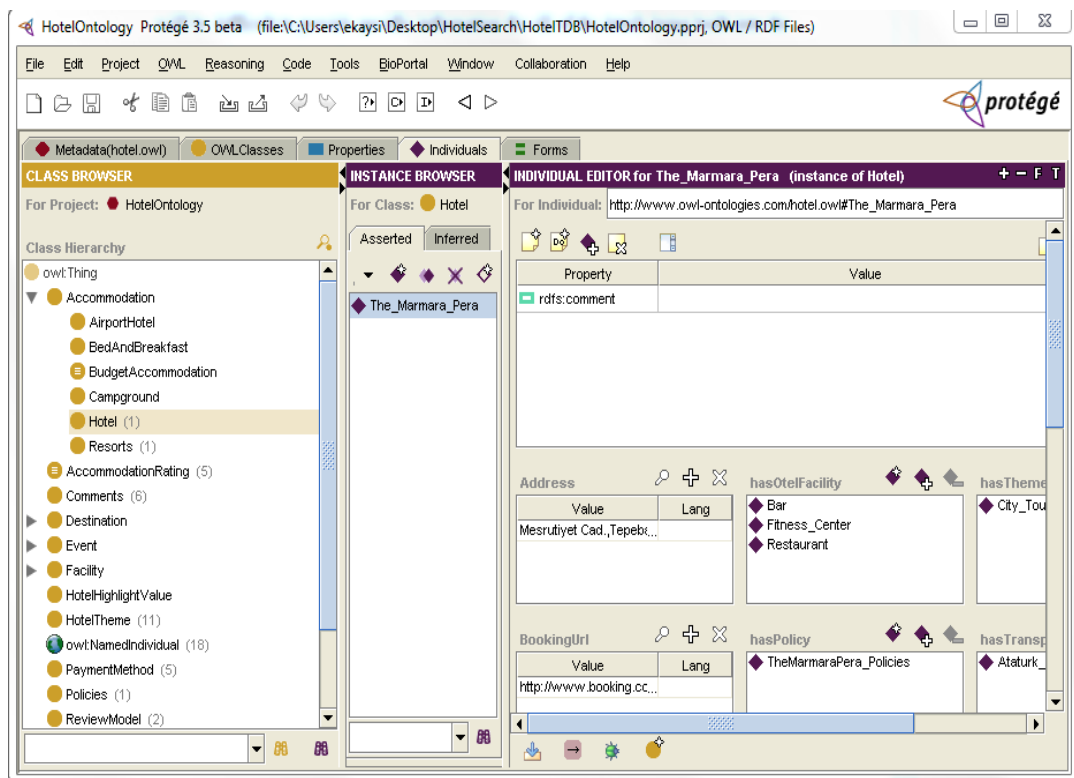 HotelOntology Protégé 3.5 beta (file:\C:\Users\ekaysi\Desktop\HotelSearch\HotelTDB\HotelOntology.pprj, OWL / RDF Files)
File Edit Project OWL Reasoning Code Tools BioPortal Window Collaboration Help
protégé
Metadata(hotel.owl) OWLClasses Properties Individuals Forms
CLASS BROWSER
For Project: HotelOntology
Class Hierarchy
owl:Thing
Accommodation
AirportHotel
BedAndBreakfast
BudgetAccommodation
Campground
Hotel (1)
Resorts (1)
AccommodationRating (5)
Comments (6)
Destination
Event
Facility
HotelHighlightValue
HotelTheme (11)
owl:NamedIndividual (18)
PaymentMethod (5)
Policies (1)
ReviewModel (2)
INSTANCE BROWSER
For Class: Hotel
Asserted Inferred
The_Marmara_Pera
INDIVIDUAL EDITOR for The_Marmara_Pera (instance of Hotel) + - F T
For Individual: http://www.owl-ontologies.com/hotel.owl#The_Marmara_Pera
Property Value
rdfs:comment
Address
Value Lang
Mesrutiyet Cad.,Tepeba...
hasOtelFacility
Bar
Fitness_Center
Restaurant
hasTheme
City_Tou
BookingUrl
Value Lang
http://www.booking.cc...
hasPolicy
TheMarmaraPera_Policies
hasTransp
Ataturk_